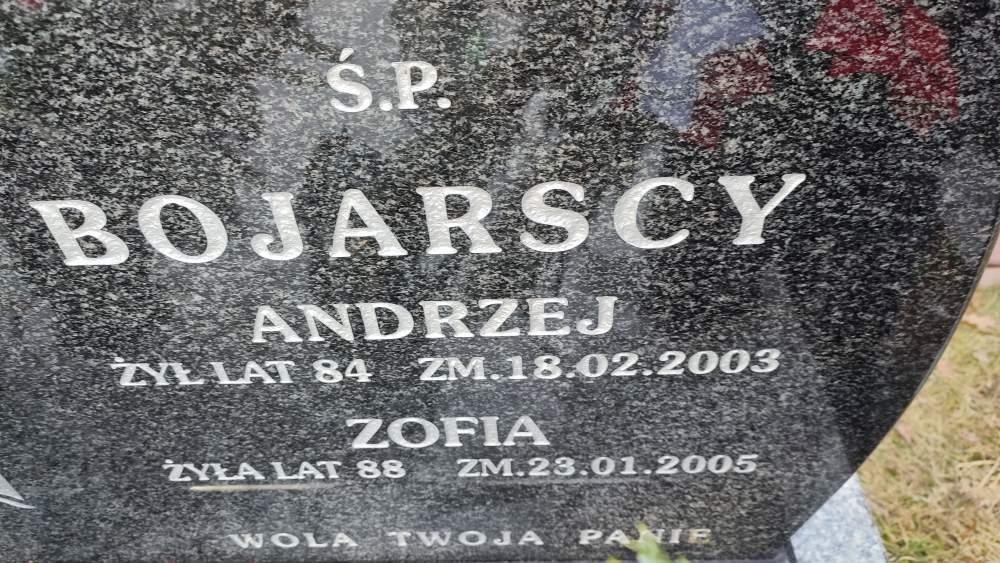 Ś.P.
BOJARSCY
ANDRZEJ
ŻYŁ LAT 84 ZM.18.02.2003
ZOFIA
ŻYŁA LAT 88 ZM.23.01.2005
WOLA TWOJA PANIE